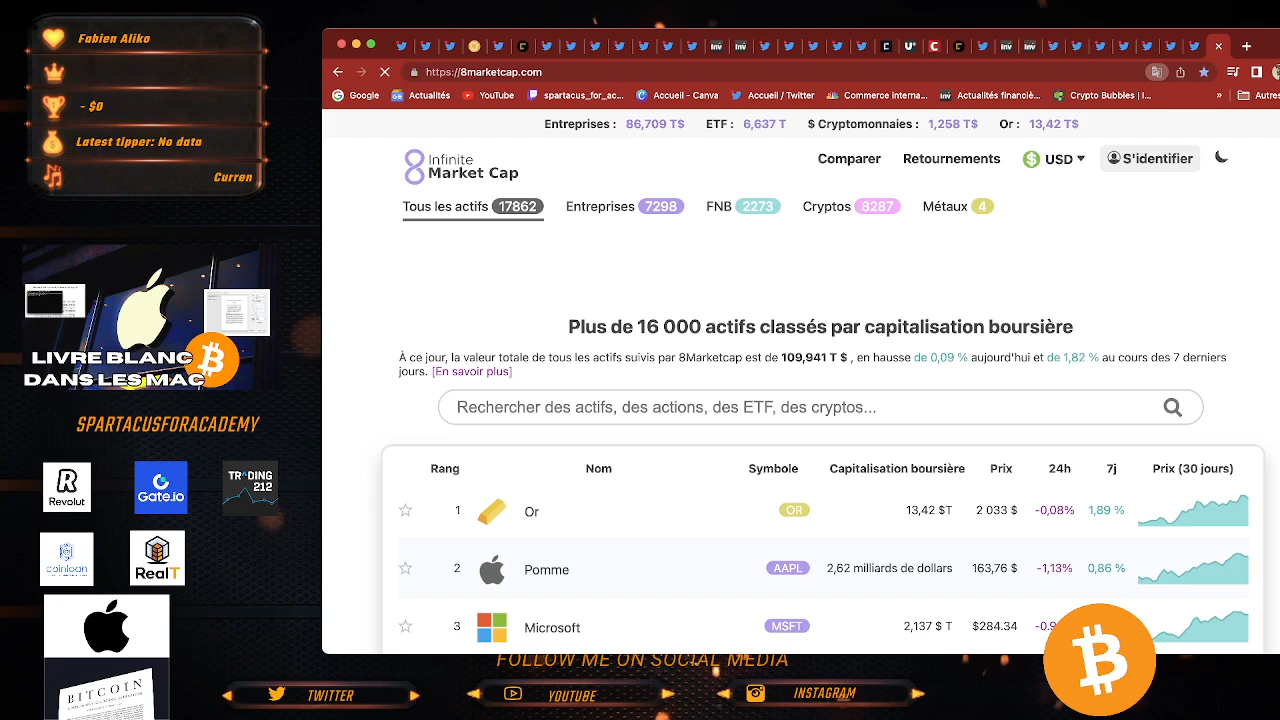 Fabien Aliko
- $0
Latest tipper: No data
Curren
LIVRE BLANC
DANS LES MAC
SPARTACUSFORACADEMY
Revolut
Gate.io
TRADING
212
coinloan
RealT
BITCOIN
https://8marketcap.com
Google
Actualités
YouTube
spartacus_for_ac...
Accueil - Canva
Accueil / Twitter
Commerce interna...
Actualités financiè...
Crypto Bubbles | I...
»
Autres
Entreprises : 86,709 T$ ETF : 6,637 T $ Cryptomonnaies : 1,258 T$ Or : 13,42 T$
8 Infinite
Market Cap
Comparer Retournements USD S'identifier
Tous les actifs 17862 Entreprises 7298 FNB 2273 Cryptos 8287 Métaux 4
Plus de 16 000 actifs classés par capitalisation boursière
À ce jour, la valeur totale de tous les actifs suivis par 8Marketcap est de 109,941 T $ , en hausse de 0,09 % aujourd'hui et de 1,82 % au cours des 7 derniers
jours. [En savoir plus]
Rechercher des actifs, des actions, des ETF, des cryptos...
Rang Nom Symbole Capitalisation boursière Prix 24h 7j Prix (30 jours)
1 Or OR 13,42 $T 2 033 $ -0,08% 1,89 %
2 Pomme AAPL 2,62 milliards de dollars 163,76 $ -1,13% 0,86 %
3 Microsoft MSFT 2,137 $ T $284.34
FOLLOW ME ON SOCIAL MEDIA
TWITTER
YOUTUBE
INSTAGRAM